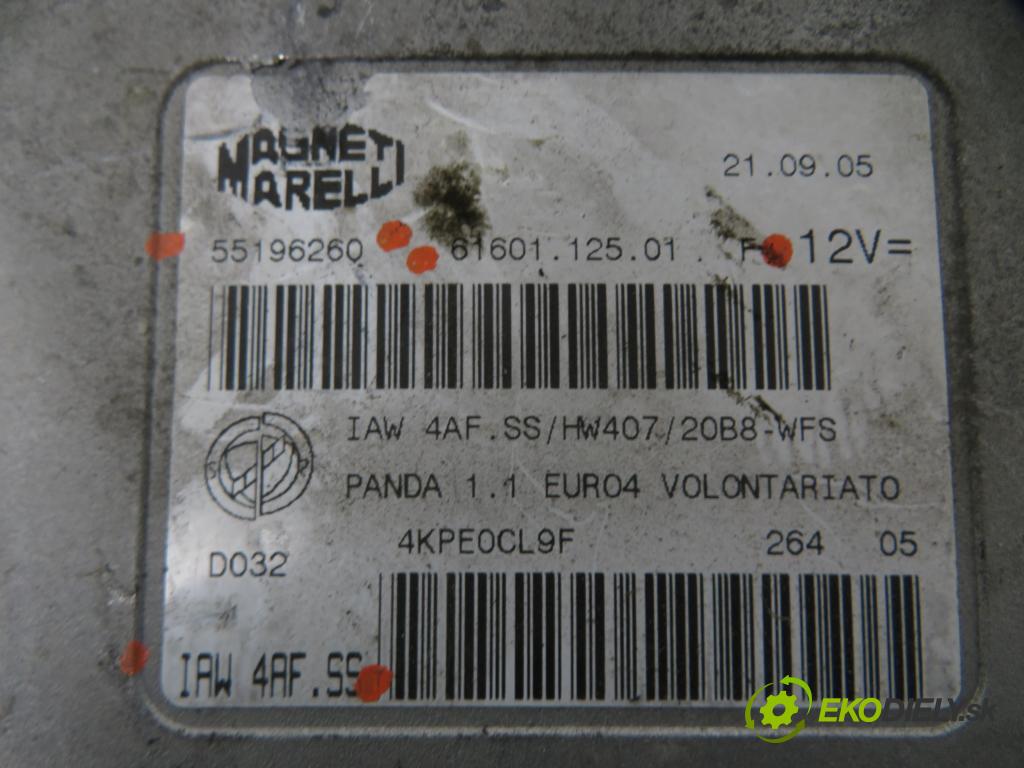 MAGNETI
MARELLI
21.09.05
55196260 61601.125.01 12V=
IAW 4AF.SS/HW407/20B8-WFS
PANDA 1.1 EURO4 VOLONTARIATO
4KPE0CL9F 264 05
D032
IAW 4AF.SS
EKODIELY.sk